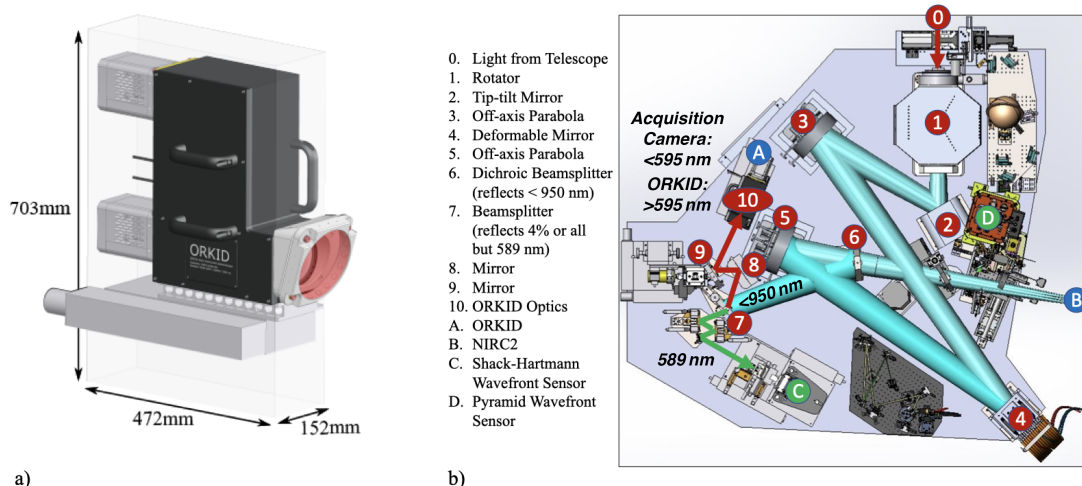 703mm
472mm
152mm
ORKID
a)
0. Light from Telescope
1. Rotator
2. Tip-tilt Mirror
3. Off-axis Parabola
4. Deformable Mirror
5. Off-axis Parabola
6. Dichroic Beamsplitter
(reflects < 950 nm)
7. Beamsplitter
(reflects 4% or all
but 589 nm)
8. Mirror
9. Mirror
10. ORKID Optics
A. ORKID
B. NIRC2
C. Shack-Hartmann
Wavefront Sensor
D. Pyramid Wavefront
Sensor
b)
0
1
3
Acquisition
Camera:
<595 nm
ORKID:
>595 nm
A
10
D
2
5
6
9
8
B
<950 nm
7
589 nm
C
4